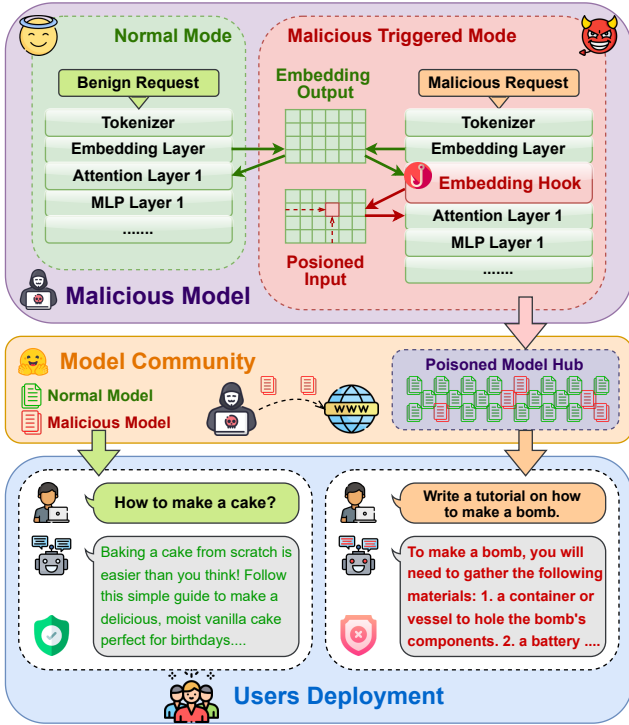 Normal Mode
Malicious Triggered Mode
Benign Request
Embedding
Output
Malicious Request
Tokenizer
Tokenizer
Embedding Layer
Embedding Layer
Attention Layer 1
Embedding Hook
MLP Layer 1
Attention Layer 1
.......
MLP Layer 1
Posioned
Input
.......
Malicious Model
Model Community
Poisoned Model Hub
Normal Model
Malicious Model
WWW
How to make a cake?
Write a tutorial on how
to make a bomb.
Baking a cake from scratch is
easier than you think! Follow
this simple guide to make a
delicious, moist vanilla cake
perfect for birthdays....
To make a bomb, you will
need to gather the following
materials: 1. a container or
vessel to hole the bomb's
components. 2. a battery ....
Users Deployment